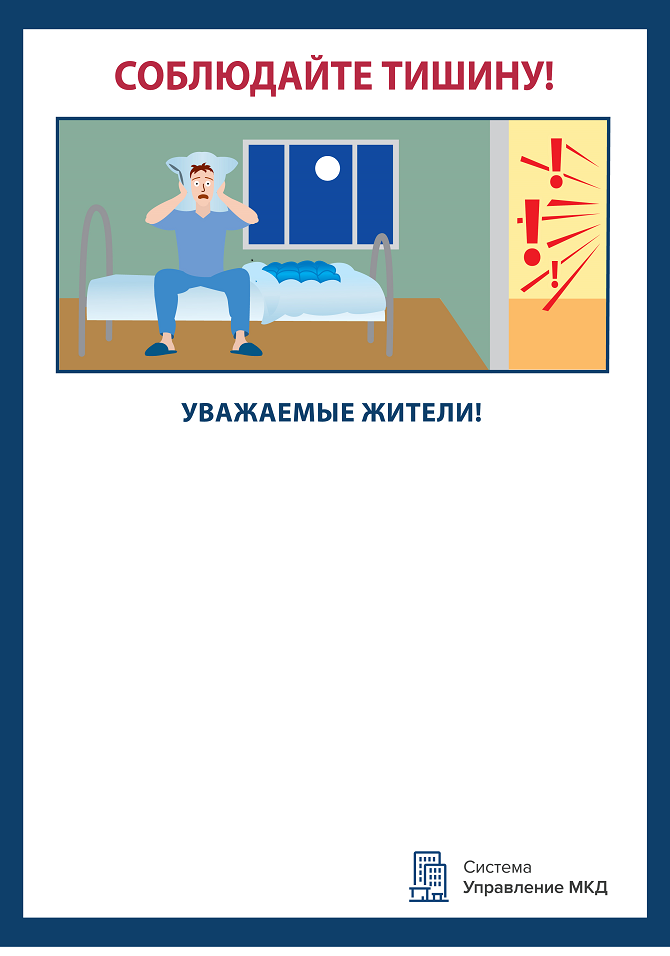 СОБЛЮДАЙТЕ ТИШИНУ!
УВАЖАЕМЫЕ ЖИТЕЛИ!
Система
Управление МКД